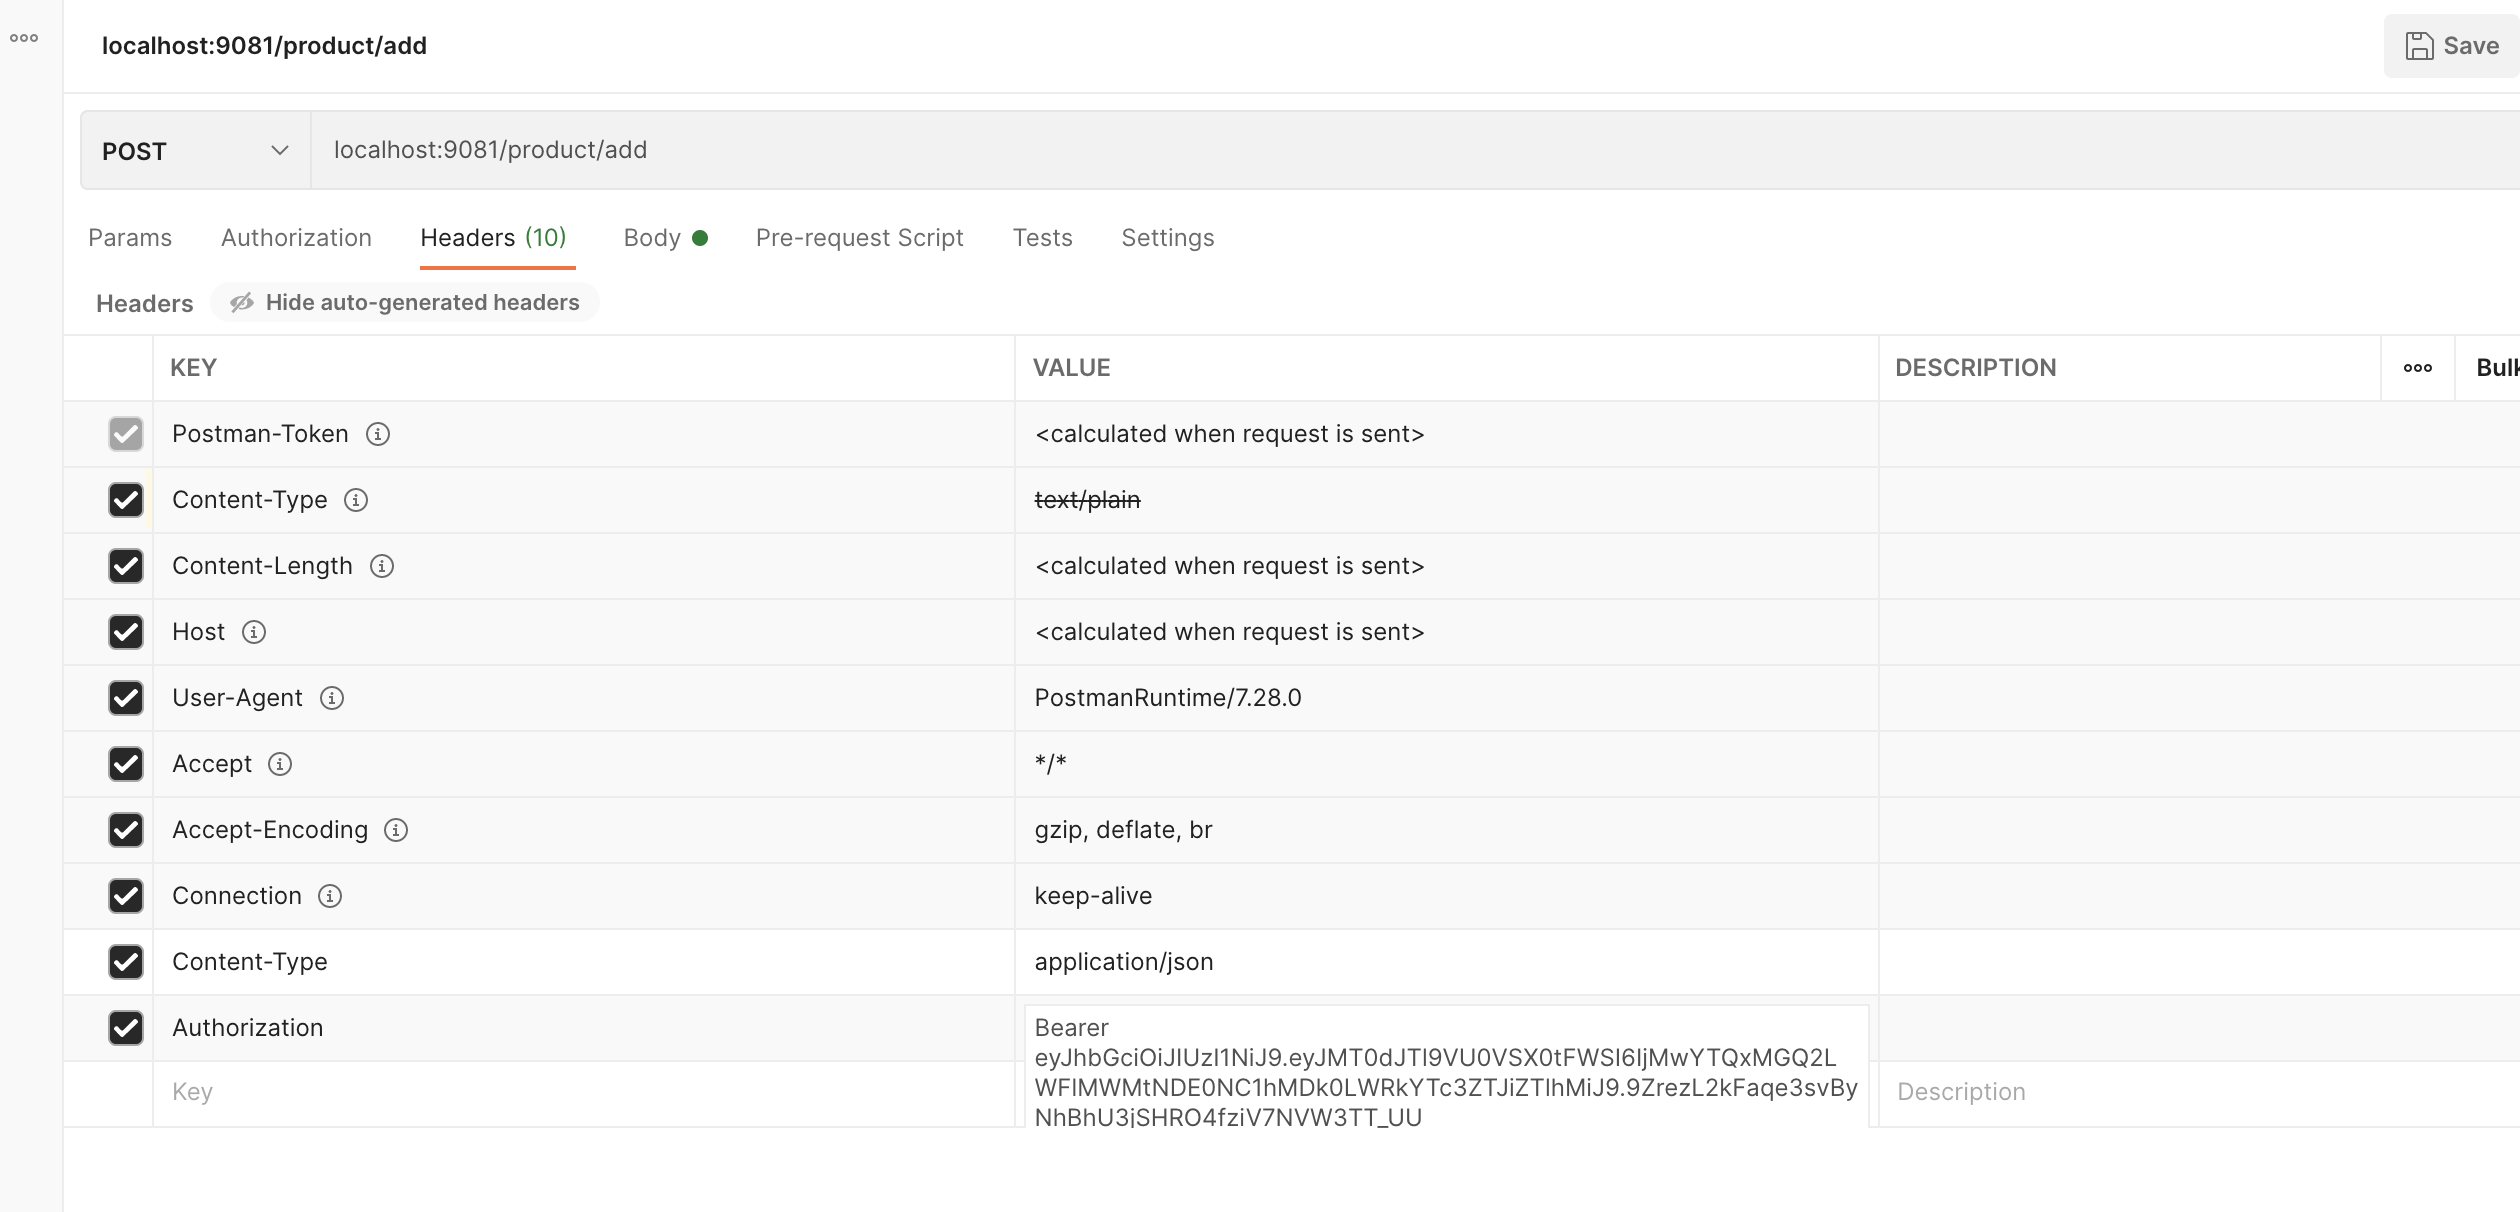 localhost:9081/product/add
Save
POST
localhost:9081/product/add
Params Authorization Headers (10) Body Pre-request Script Tests Settings
Headers Hide auto-generated headers
KEY VALUE DESCRIPTION Bulk
Postman-Token <calculated when request is sent>
Content-Type text/plain
Content-Length <calculated when request is sent>
Host <calculated when request is sent>
User-Agent PostmanRuntime/7.28.0
Accept */*
Accept-Encoding gzip, deflate, br
Connection keep-alive
Content-Type application/json
Authorization Bearer
eyJhbGciOiJIUzI1NiJ9.eyJMT0dJTl9VU0VSX0tFWSI6IjMwYTQxMGQ2L
WFlMWMtNDE0NC1hMDk0LWRkYTc3ZTJiZTlhMiJ9.9ZrezL2kFaqe3svBy
NhBhU3jSHRO4fziV7NVW3TT_UU
Key Description